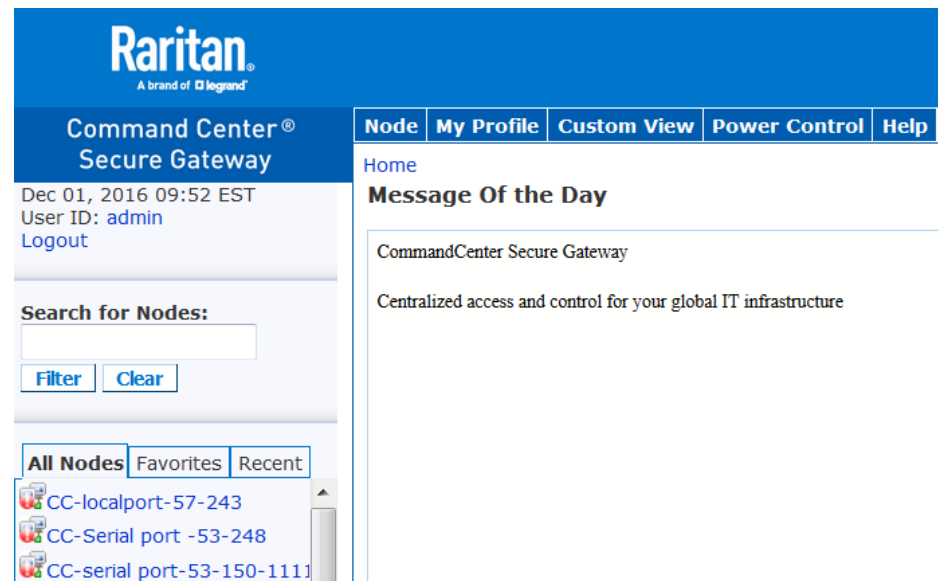 Raritan®
A brand of legrand®
Command Center®
Secure Gateway
Dec 01, 2016 09:52 EST
User ID: admin
Logout
Search for Nodes:
Filter Clear
All Nodes Favorites Recent
CC-localport-57-243
CC-Serial port -53-248
CC-serial port-53-150-1111
Node My Profile Custom View Power Control Help
Home
Message Of the Day
CommandCenter Secure Gateway
Centralized access and control for your global IT infrastructure